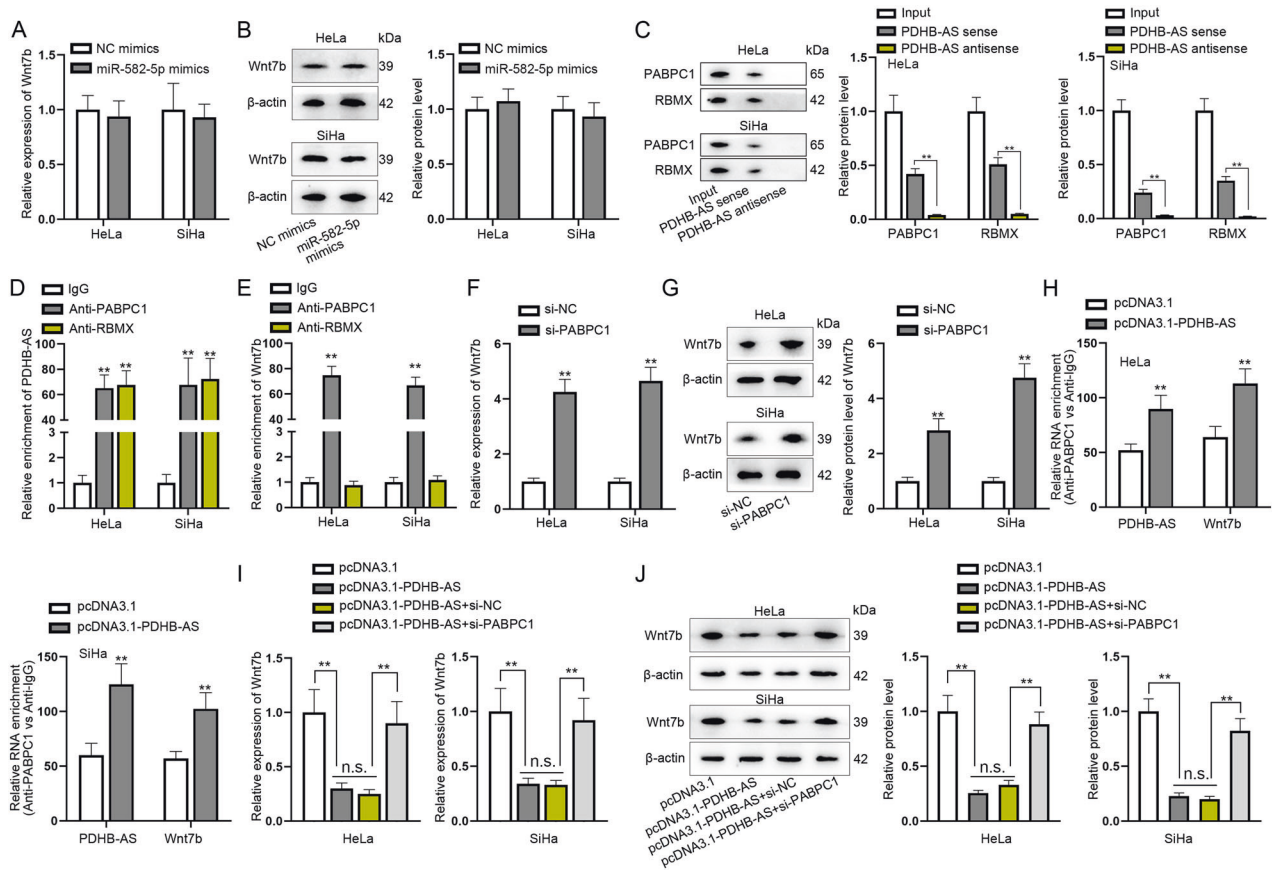 A
NC mimics
miR-582-5p mimics
Relative expression of Wnt7b
1.5
1.0
0.5
0.0
HeLa
SiHa
B
HeLa
kDa
Wnt7b
39
β-actin
42
SiHa
Wnt7b
39
β-actin
42
NC mimics
miR-582-5p
mimics
NC mimics
miR-582-5p mimics
Relative protein level
1.5
1.0
0.5
0.0
HeLa
SiHa
C
HeLa
kDa
PABPC1
65
RBMX
42
SiHa
PABPC1
65
RBMX
42
Input
PDHB-AS sense
PDHB-AS antisense
Input
PDHB-AS sense
PDHB-AS antisense
HeLa
Relative protein level
1.5
1.0
0.5
0.0
**
**
PABPC1
RBMX
Input
PDHB-AS sense
PDHB-AS antisense
SiHa
Relative protein level
1.5
1.0
0.5
0.0
**
**
PABPC1
RBMX
D
IgG
Anti-PABPC1
Anti-RBMX
Relative enrichment of PDHB-AS
100
80
60
40
3
2
1
0
** **
** **
HeLa
SiHa
E
IgG
Anti-PABPC1
Anti-RBMX
Relative enrichment of Wnt7b
100
80
60
40
3
2
1
0
**
**
HeLa
SiHa
F
si-NC
si-PABPC1
Relative expression of Wnt7b
6
4
2
0
**
**
HeLa
SiHa
G
HeLa
kDa
Wnt7b
39
β-actin
42
SiHa
Wnt7b
39
β-actin
42
si-NC
si-PABPC1
si-NC
si-PABPC1
Relative protein level of Wnt7b
6
4
2
0
**
**
HeLa
SiHa
H
pcDNA3.1
pcDNA3.1-PDHB-AS
HeLa
Relative RNA enrichment
(Anti-PABPC1 vs Anti-IgG)
150
100
50
0
**
**
PDHB-AS
Wnt7b
pcDNA3.1
pcDNA3.1-PDHB-AS
SiHa
Relative RNA enrichment
(Anti-PABPC1 vs Anti-IgG)
150
100
50
0
**
**
PDHB-AS
Wnt7b
I
pcDNA3.1
pcDNA3.1-PDHB-AS
pcDNA3.1-PDHB-AS+si-NC
pcDNA3.1-PDHB-AS+si-PABPC1
Relative expression of Wnt7b
1.5
1.0
0.5
0.0
**
**
n.s.
HeLa
Relative expression of Wnt7b
1.5
1.0
0.5
0.0
**
**
n.s.
SiHa
J
HeLa
kDa
Wnt7b
39
β-actin
42
SiHa
Wnt7b
39
β-actin
42
pcDNA3.1
pcDNA3.1-PDHB-AS
pcDNA3.1-PDHB-AS+si-NC
pcDNA3.1-PDHB-AS+si-PABPC1
pcDNA3.1
pcDNA3.1-PDHB-AS
pcDNA3.1-PDHB-AS+si-NC
pcDNA3.1-PDHB-AS+si-PABPC1
Relative protein level
1.5
1.0
0.5
0.0
**
**
n.s.
HeLa
Relative protein level
1.5
1.0
0.5
0.0
**
**
n.s.
SiHa